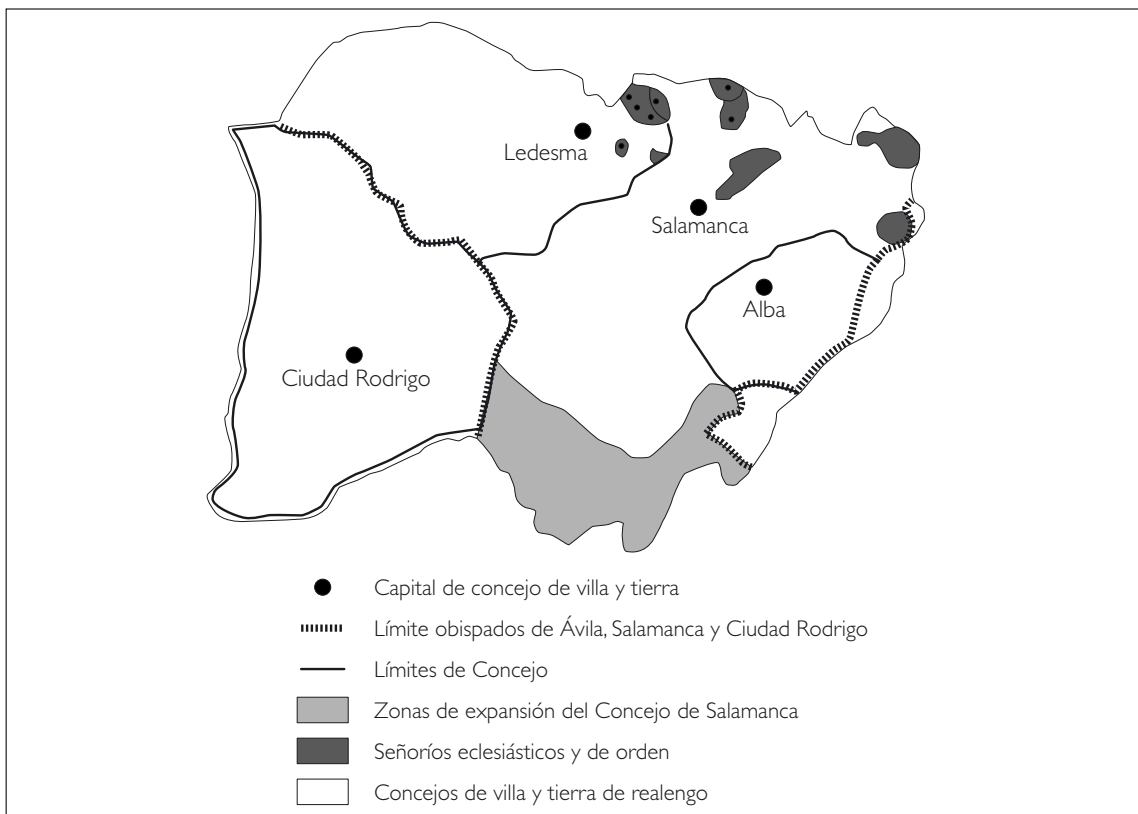 Ledesma
Salamanca
Alba
Ciudad Rodrigo
Capital de concejo de villa y tierra
Límite obispados de Ávila, Salamanca y Ciudad Rodrigo
Límites de Concejo
Zonas de expansión del Concejo de Salamanca
Señoríos eclesiásticos y de orden
Concejos de villa y tierra de realengo